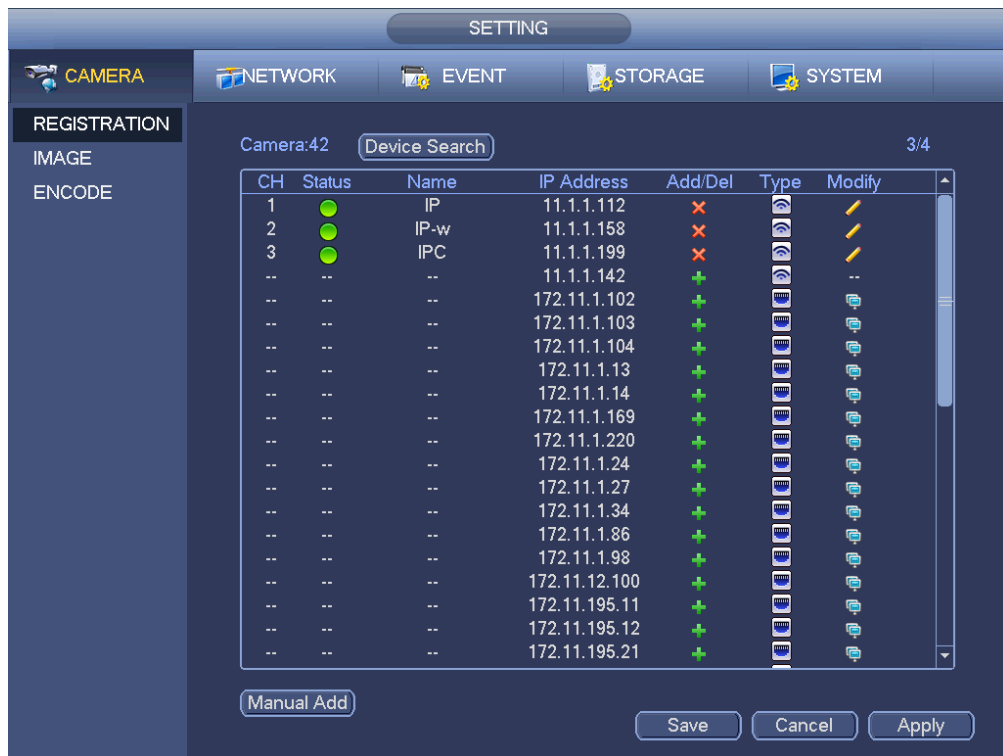 SETTING
CAMERA NETWORK EVENT STORAGE SYSTEM
REGISTRATION
IMAGE
ENCODE
Camera:42 Device Search 3/4
CH Status Name IP Address Add/Del Type Modify
1 IP 11.1.1.112
2 IP-w 11.1.1.158
3 IPC 11.1.1.199
-- -- -- 11.1.1.142 --
-- -- -- 172.11.1.102
-- -- -- 172.11.1.103
-- -- -- 172.11.1.104
-- -- -- 172.11.1.13
-- -- -- 172.11.1.14
-- -- -- 172.11.1.169
-- -- -- 172.11.1.220
-- -- -- 172.11.1.24
-- -- -- 172.11.1.27
-- -- -- 172.11.1.34
-- -- -- 172.11.1.86
-- -- -- 172.11.1.98
-- -- -- 172.11.12.100
-- -- -- 172.11.195.11
-- -- -- 172.11.195.12
-- -- -- 172.11.195.21
Manual Add
Save Cancel Apply